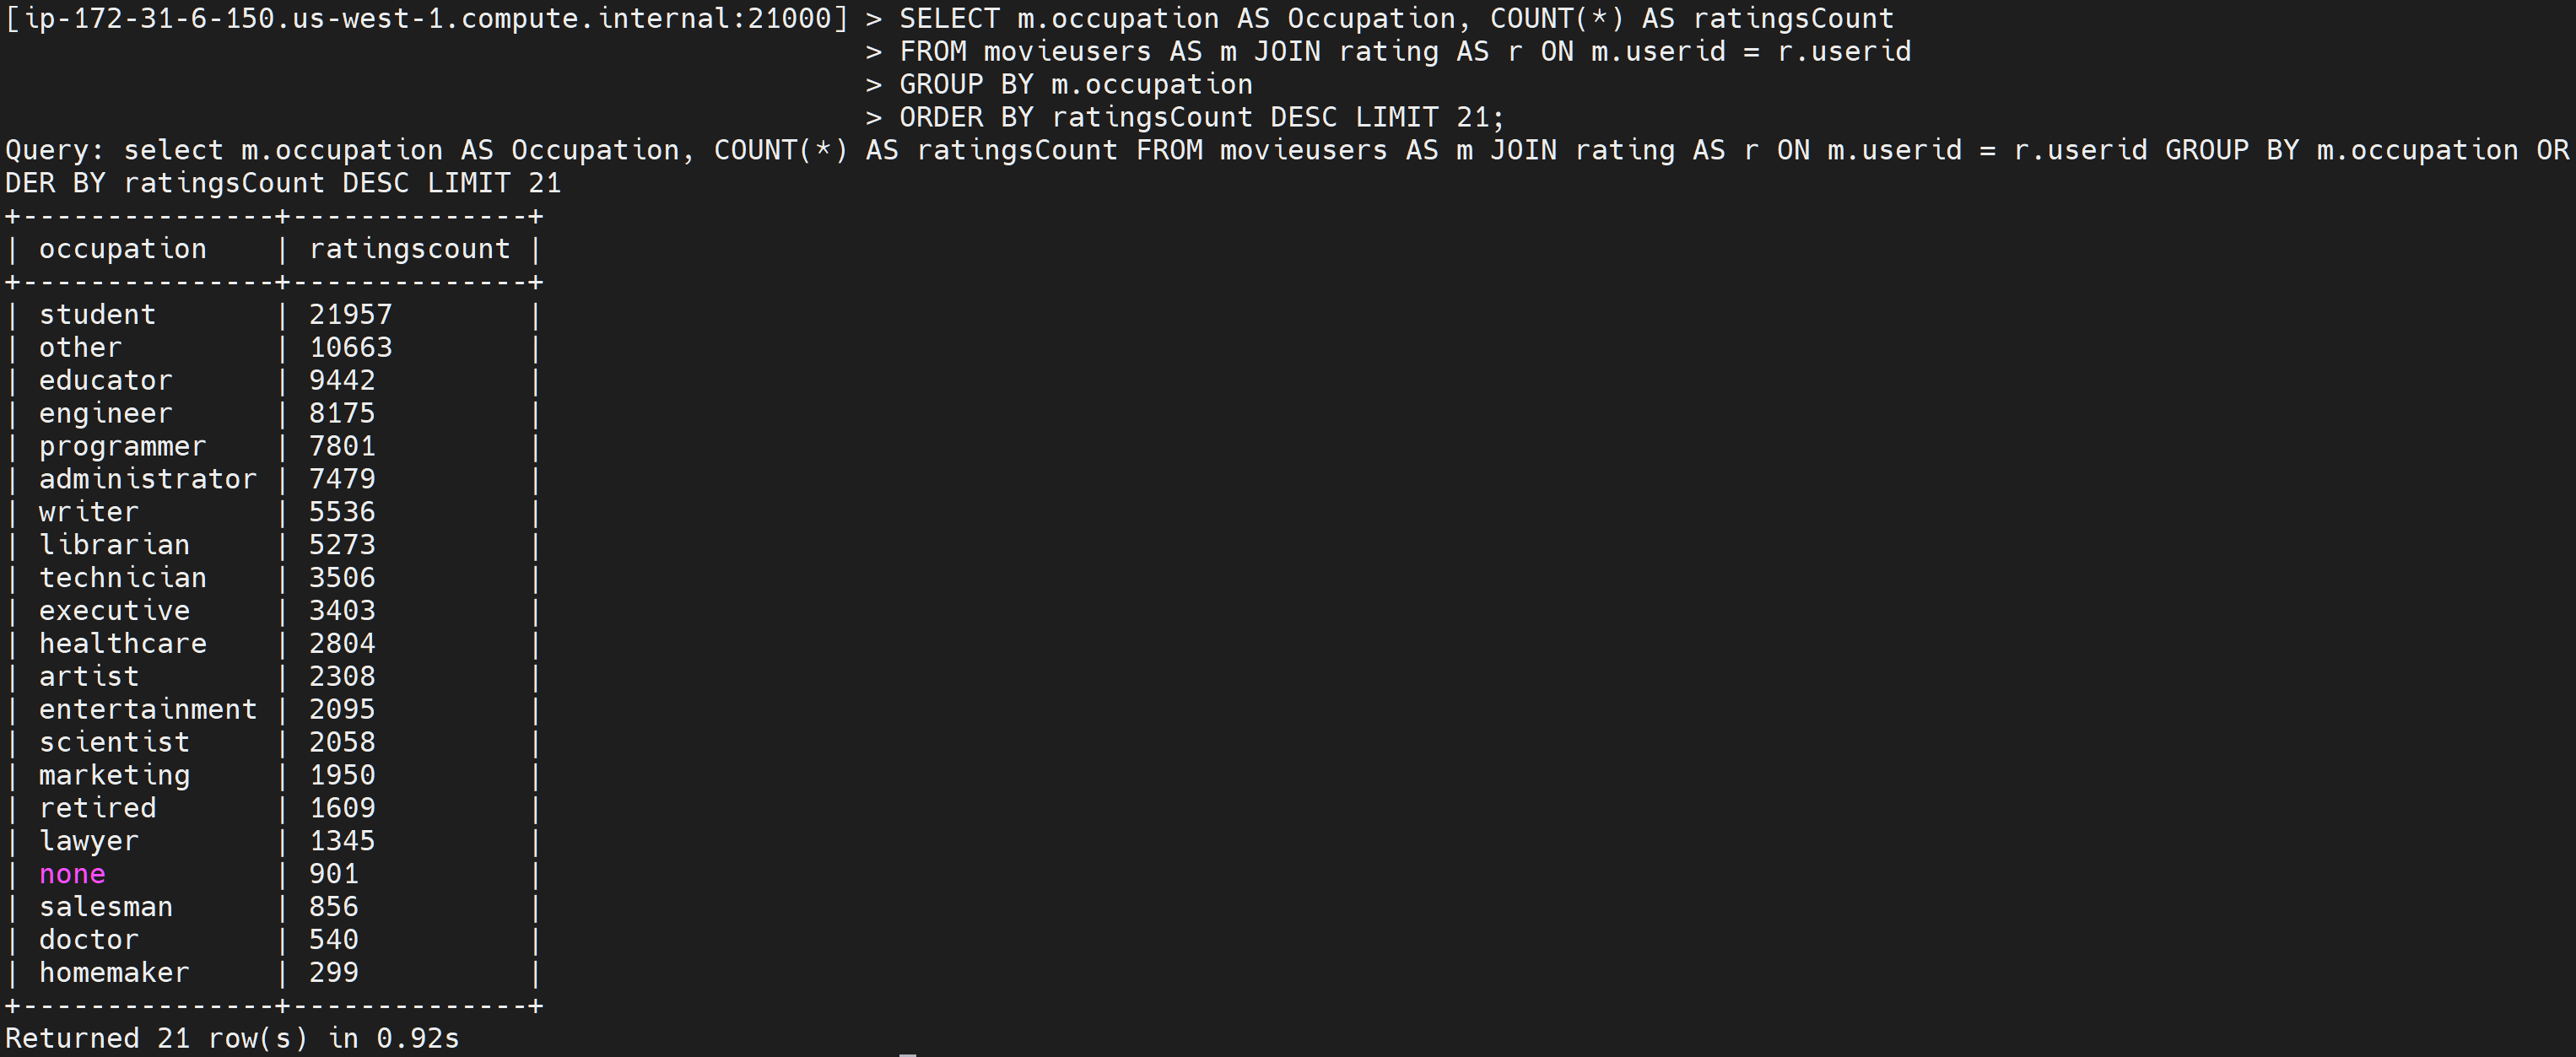 [ip-172-31-6-150.us-west-1.compute.internal:21000] > SELECT m.occupation AS Occupation, COUNT(*) AS ratingsCount
> FROM movieusers AS m JOIN rating AS r ON m.userid = r.userid
> GROUP BY m.occupation
> ORDER BY ratingsCount DESC LIMIT 21;
Query: select m.occupation AS Occupation, COUNT(*) AS ratingsCount FROM movieusers AS m JOIN rating AS r ON m.userid = r.userid GROUP BY m.occupation OR
DER BY ratingsCount DESC LIMIT 21
+---------------+--------------+
| occupation    | ratingscount |
+---------------+--------------+
| student       | 21957        |
| other         | 10663        |
| educator      | 9442         |
| engineer      | 8175         |
| programmer    | 7801         |
| administrator | 7479         |
| writer        | 5536         |
| librarian     | 5273         |
| technician    | 3506         |
| executive     | 3403         |
| healthcare    | 2804         |
| artist        | 2308         |
| entertainment | 2095         |
| scientist     | 2058         |
| marketing     | 1950         |
| retired       | 1609         |
| lawyer        | 1345         |
| none          | 901          |
| salesman      | 856          |
| doctor        | 540          |
| homemaker     | 299          |
+---------------+--------------+
Returned 21 row(s) in 0.92s